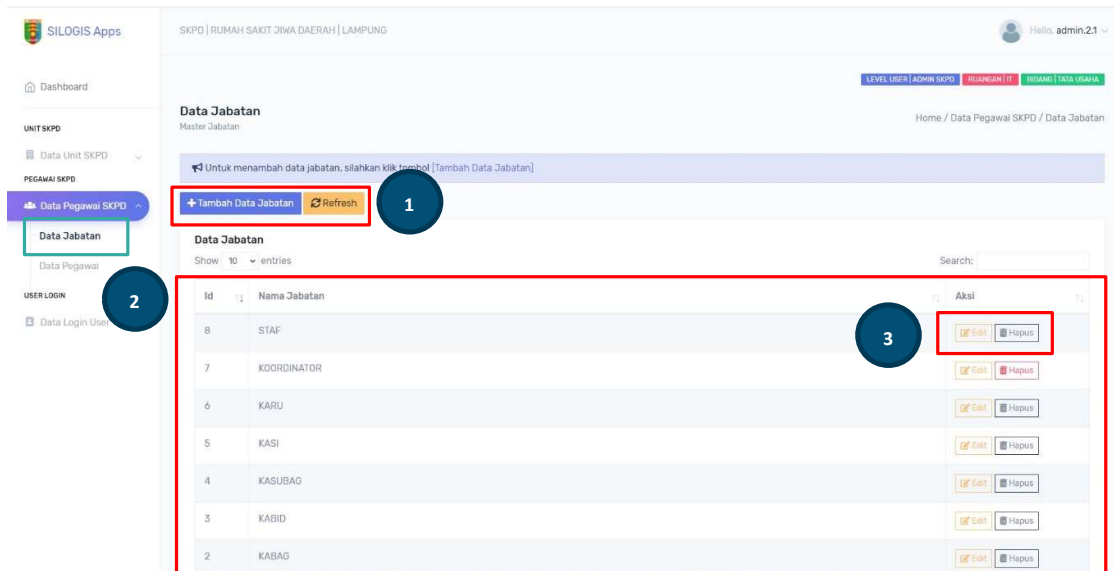 SILOGIS Apps
SKPD | RUMAH SAKIT JIWA DAERAH | LAMPUNG
Hello, admin.2.1
Dashboard
LEVEL USER | ADMIN SKPD RUANGAN | IT BIDANG | TATA USAHA
Data Jabatan
Master Jabatan
Home / Data Pegawai SKPD / Data Jabatan
UNIT SKPD
Data Unit SKPD
PEGAWAI SKPD
Data Pegawai SKPD
Data Jabatan
Data Pegawai
USER LOGIN
Data Login User
Untuk menambah data jabatan, silahkan klik tombol [Tambah Data Jabatan]
+ Tambah Data Jabatan Refresh
1
2
Data Jabatan
Show 10 entries
Search:
Id Nama Jabatan Aksi
3
8 STAF Edit Hapus
7 KOORDINATOR Edit Hapus
6 KARU Edit Hapus
5 KASI Edit Hapus
4 KASUBAG Edit Hapus
3 KABID Edit Hapus
2 KABAG Edit Hapus